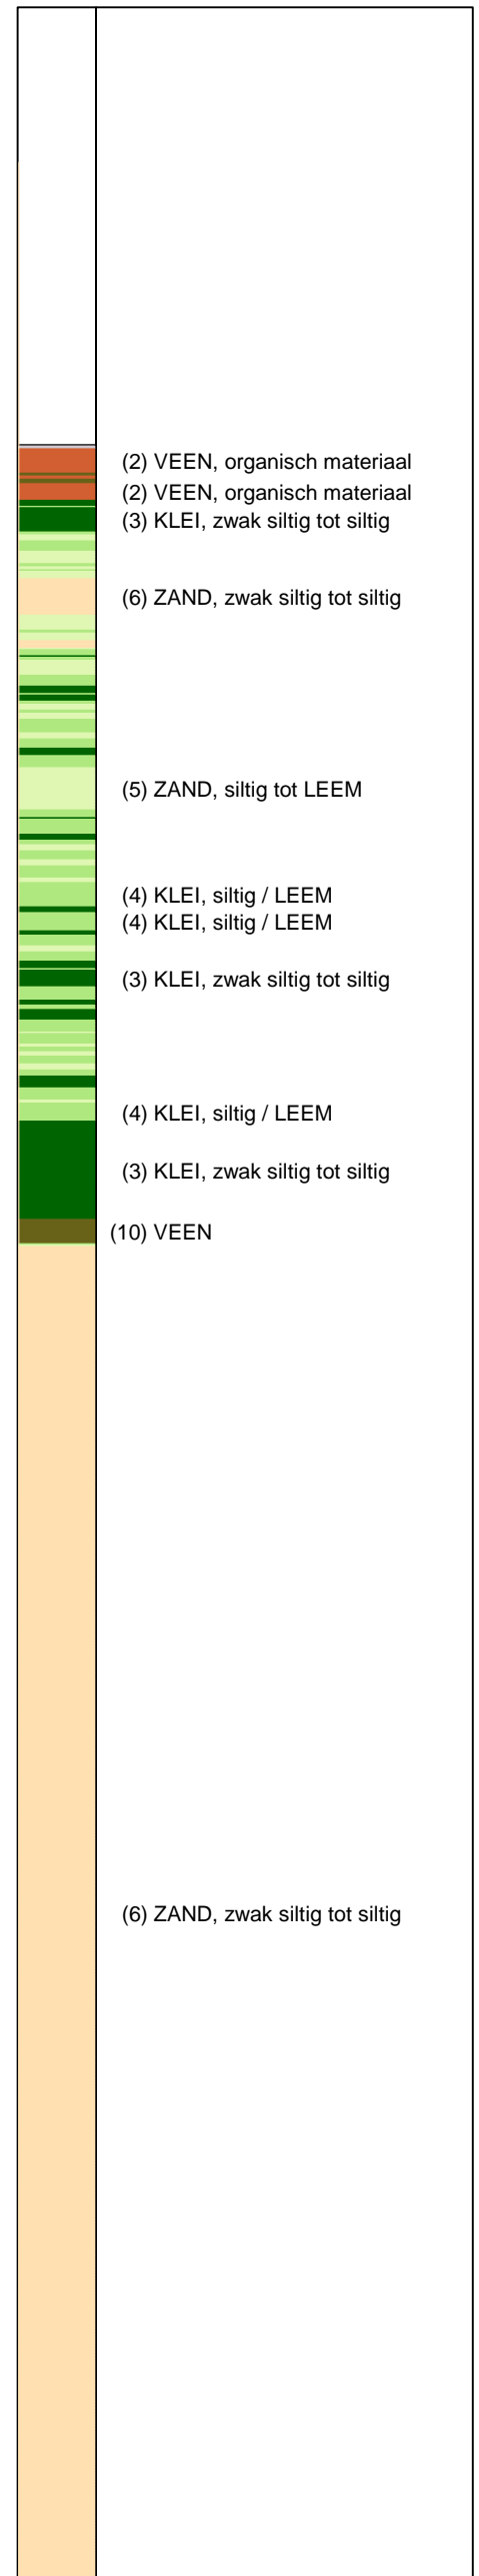 (2) VEEN, organisch materiaal
(2) VEEN, organisch materiaal
(3) KLEI, zwak siltig tot siltig
(6) ZAND, zwak siltig tot siltig
(5) ZAND, siltig tot LEEM
(4) KLEI, siltig / LEEM
(4) KLEI, siltig / LEEM
(3) KLEI, zwak siltig tot siltig
(4) KLEI, siltig / LEEM
(3) KLEI, zwak siltig tot siltig
(10) VEEN
(6) ZAND, zwak siltig tot siltig